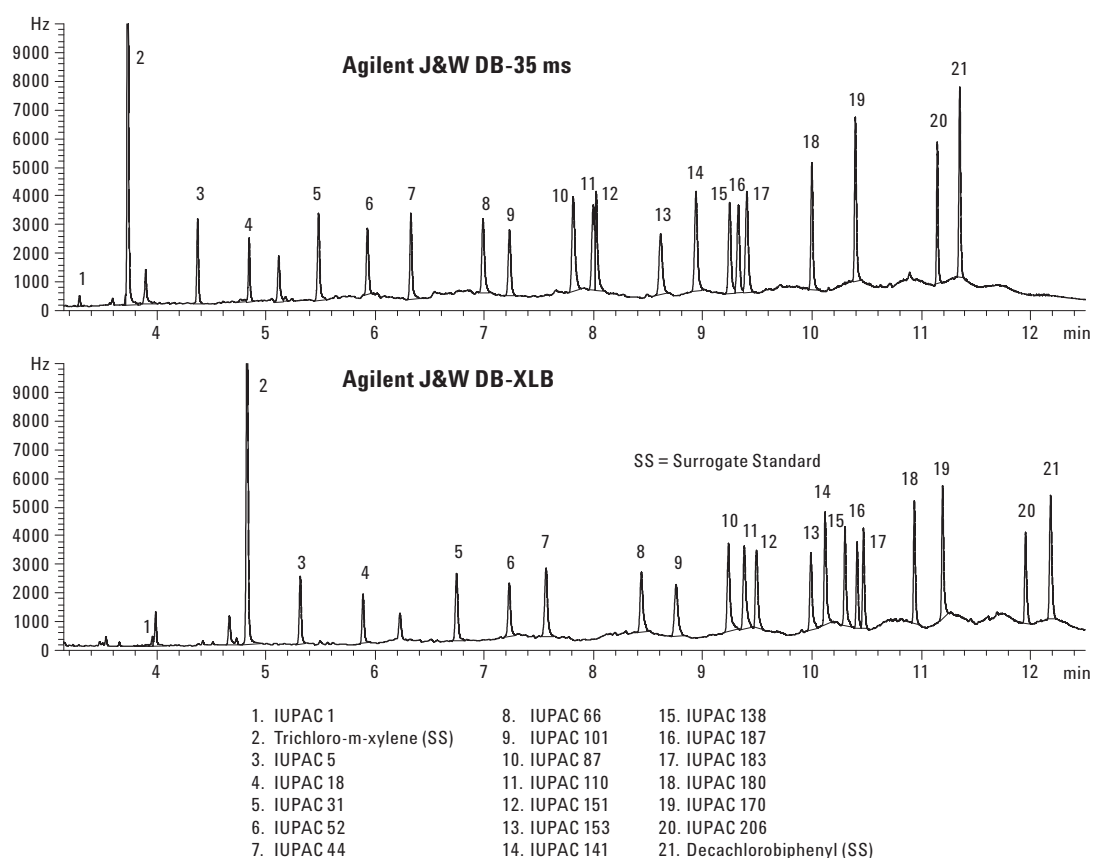 Hz
9000
8000
7000
6000
5000
4000
3000
2000
1000
0
Agilent J&W DB-35 ms
1
2
3
4
5
6
7
8
9
10
11
12
13
14
15
16
17
18
19
20
21
4 5 6 7 8 9 10 11 12 min
Hz
9000
8000
7000
6000
5000
4000
3000
2000
1000
0
Agilent J&W DB-XLB
SS = Surrogate Standard
1
2
3
4
5
6
7
8
9
10
11
12
13
14
15
16
17
18
19
20
21
4 5 6 7 8 9 10 11 12 min
1. IUPAC 1
2. Trichloro-m-xylene (SS)
3. IUPAC 5
4. IUPAC 18
5. IUPAC 31
6. IUPAC 52
7. IUPAC 44
8. IUPAC 66
9. IUPAC 101
10. IUPAC 87
11. IUPAC 110
12. IUPAC 151
13. IUPAC 153
14. IUPAC 141
15. IUPAC 138
16. IUPAC 187
17. IUPAC 183
18. IUPAC 180
19. IUPAC 170
20. IUPAC 206
21. Decachlorobiphenyl (SS)